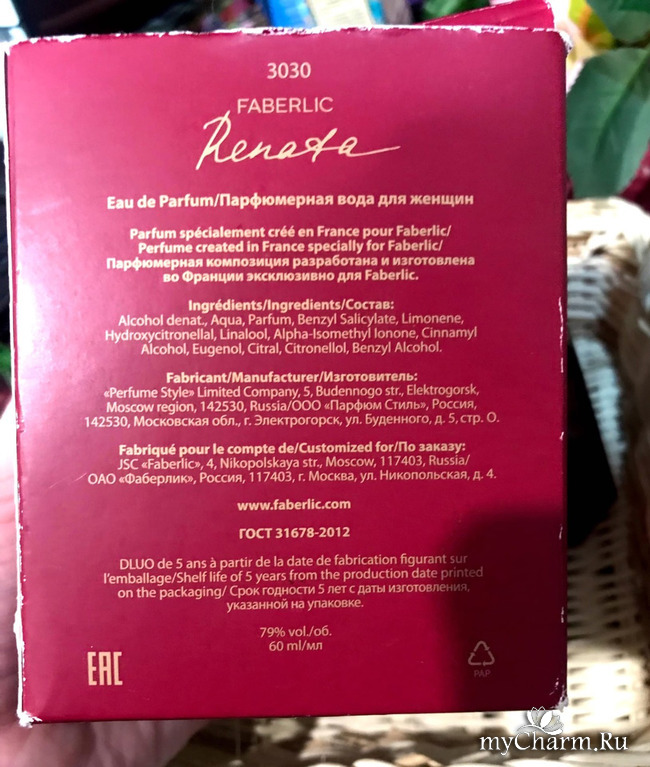 3030
FABERLIC
Renata
Eau de Parfum/Парфюмерная вода для женщин
Parfum spécialement créé en France pour Faberlic/
Perfume created in France specially for Faberlic/
Парфюмерная композиция разработана и изготовлена
во Франции эксклюзивно для Faberlic.
Ingrédients/Ingredients/Состав:
Alcohol denat., Aqua, Parfum, Benzyl Salicylate, Limonene,
Hydroxycitronellal, Linalool, Alpha-Isomethyl Ionone, Cinnamyl
Alcohol, Eugenol, Citral, Citronellol, Benzyl Alcohol.
Fabricant/Manufacturer/Изготовитель:
«Perfume Style» Limited Company, 5, Budennogo str., Elektrogorsk,
Moscow region, 142530, Russia/ООО «Парфюм Стиль», Россия,
142530, Московская обл., г. Электрогорск, ул. Буденного, д. 5, стр. О.
Fabriqué pour le compte de/Customized for/По заказу:
JSC «Faberlic», 4, Nikopolskaya str., Moscow, 117403, Russia/
ОАО «Фаберлик», Россия, 117403, г. Москва, ул. Никопольская, д. 4.
www.faberlic.com
ГОСТ 31678-2012
DLUO de 5 ans à partir de la date de fabrication figurant sur
l'emballage/Shelf life of 5 years from the production date printed
on the packaging/ Срок годности 5 лет с даты изготовления,
указанной на упаковке.
79% vol./об.
60 ml/мл
EAC
PAP
myCharm.Ru